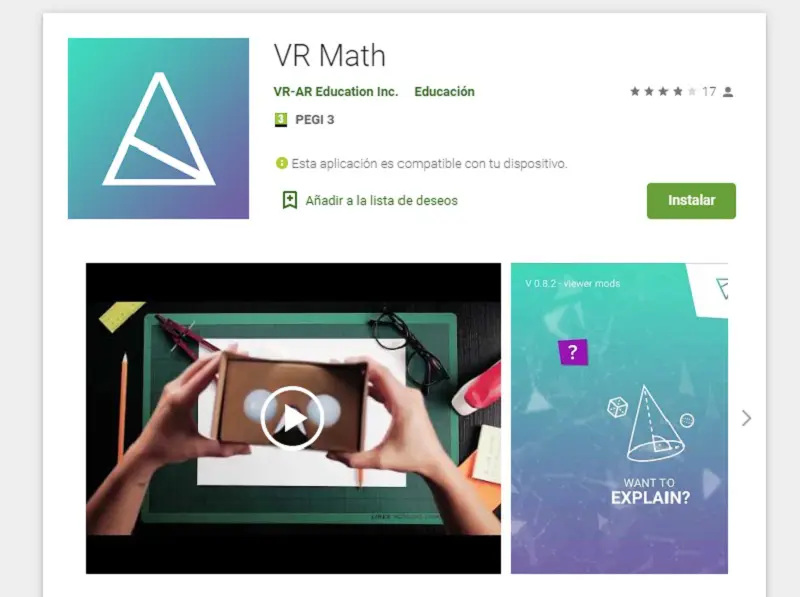 VR Math
VR-AR Education Inc. Educación
17
3 PEGI 3
Esta aplicación es compatible con tu dispositivo.
Añadir a la lista de deseos
Instalar
V 0.8.2 - viewer mods
?
WANT TO
EXPLAIN?